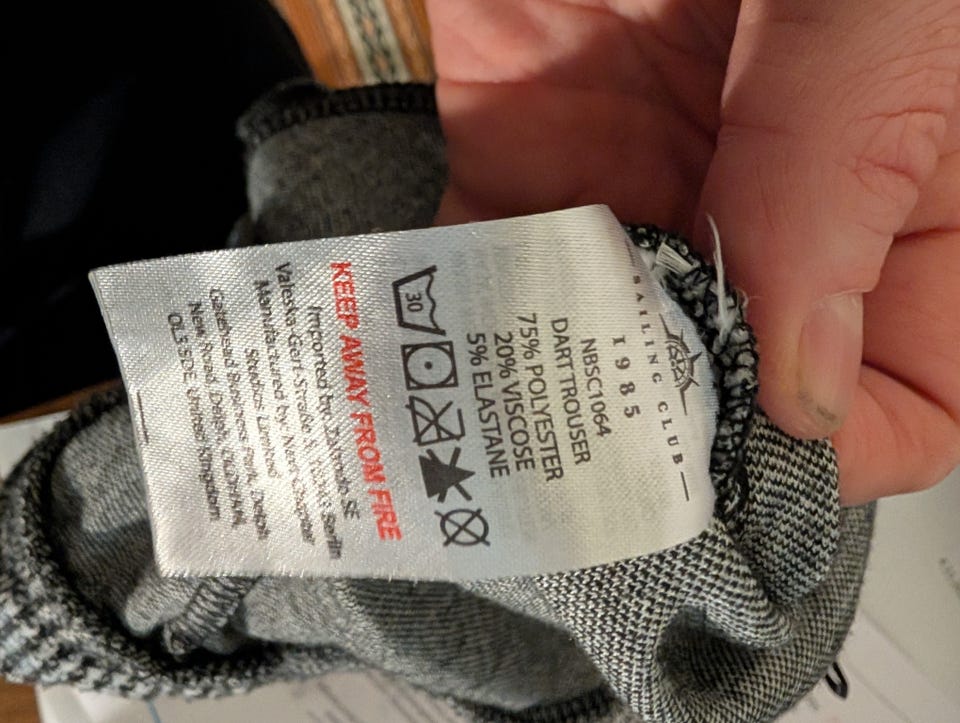 SAILING CLUB
1985
NBSC1064
DART TROUSER
75% POLYESTER
20% VISCOSE
5% ELASTANE
30
KEEP AWAY FROM FIRE
Imported by: Zalando SE
Valeska-Gert-Straße 5 10243 Berlin
Manufactured by: Next Chapter
Studios Limited
Gatehead Business Park, Delph
New Road, Delph, Oldham,
OL3 5DE, United Kingdom